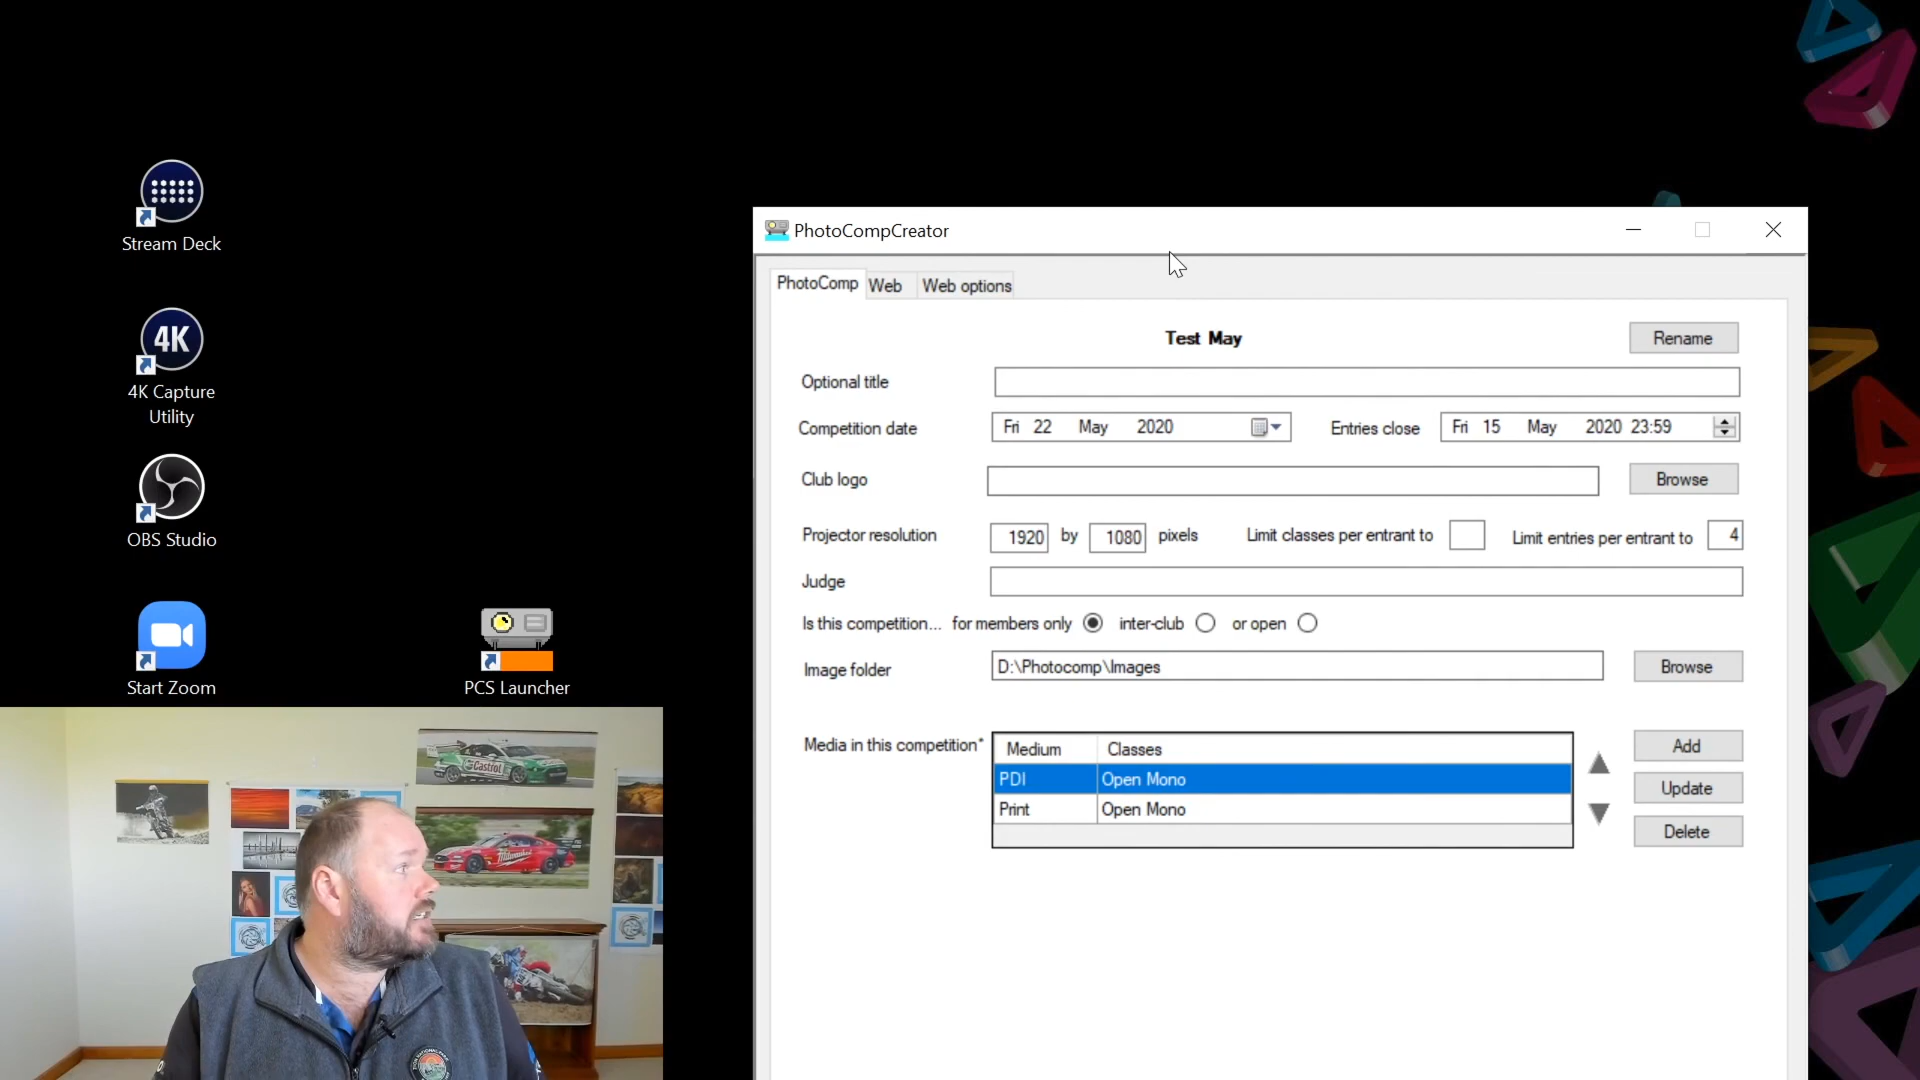 Stream Deck
4K
4K Capture
Utility
OBS Studio
Start Zoom
PCS Launcher
PhotoCompCreator
PhotoComp Web Web options
Test May
Rename
Optional title
Competition date Fri 22 May 2020 Entries close Fri 15 May 2020 23:59
Club logo Browse
Projector resolution 1920 by 1080 pixels Limit classes per entrant to Limit entries per entrant to 4
Judge
Is this competition... for members only inter-club or open
Image folder D:\Photocomp\Images Browse
Media in this competition* Medium Classes Add
PDI Open Mono Update
Print Open Mono Delete
Castrol
Milwaukee